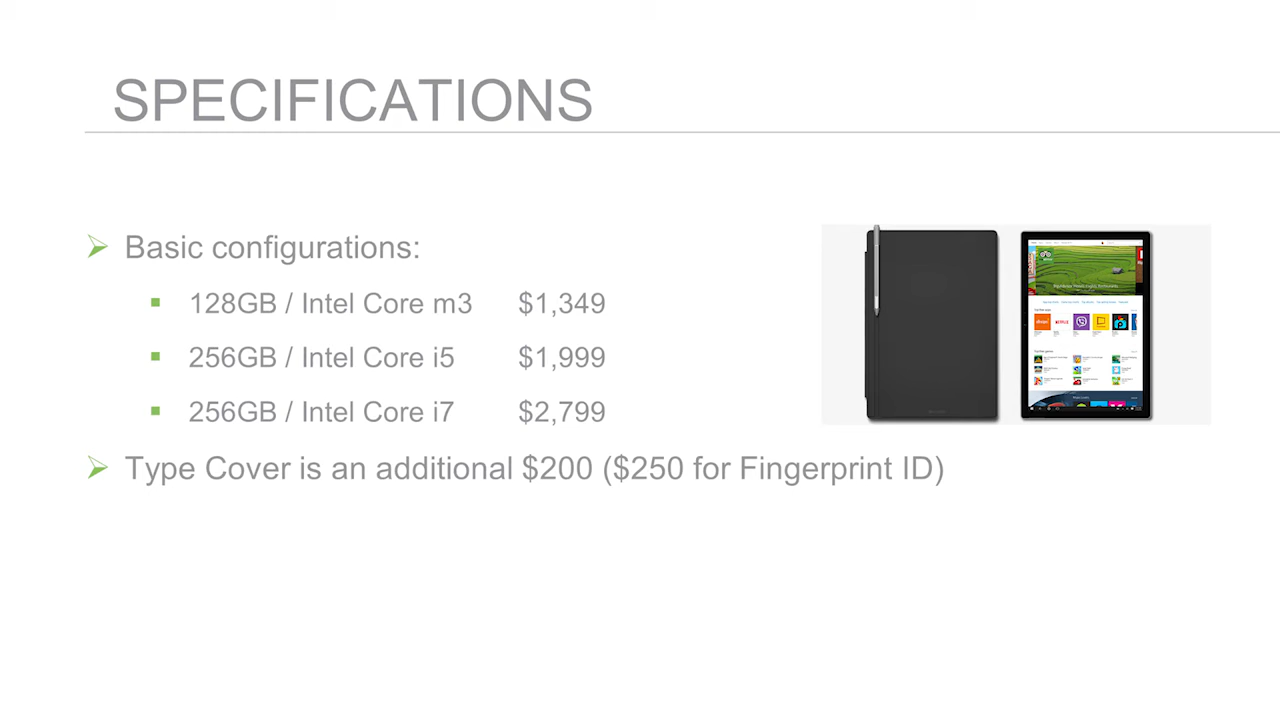 SPECIFICATIONS
Basic configurations:
128GB / Intel Core m3 $1,349
256GB / Intel Core i5 $1,999
256GB / Intel Core i7 $2,799
Type Cover is an additional $200 ($250 for Fingerprint ID)